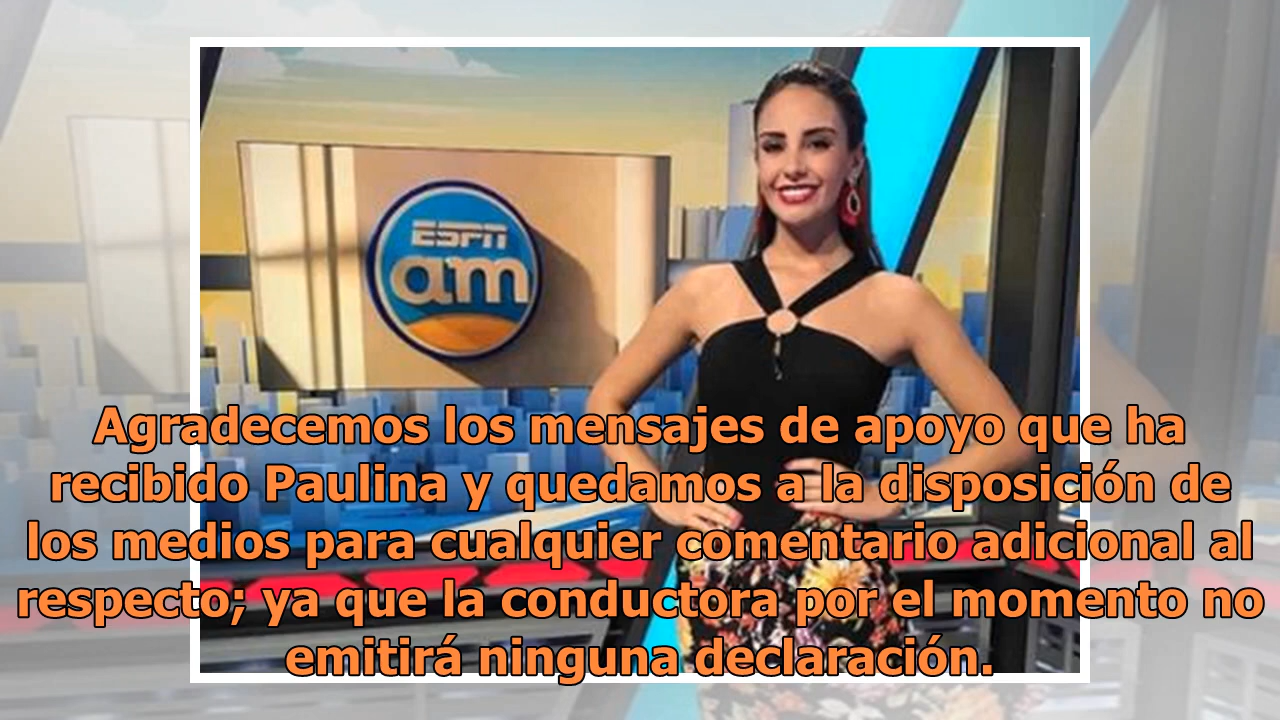 ESPN
am
Agradecemos los mensajes de apoyo que ha
recibido Paulina y quedamos a la disposición de
los medios para cualquier comentario adicional al
respecto; ya que la conductora por el momento no
emitirá ninguna declaración.